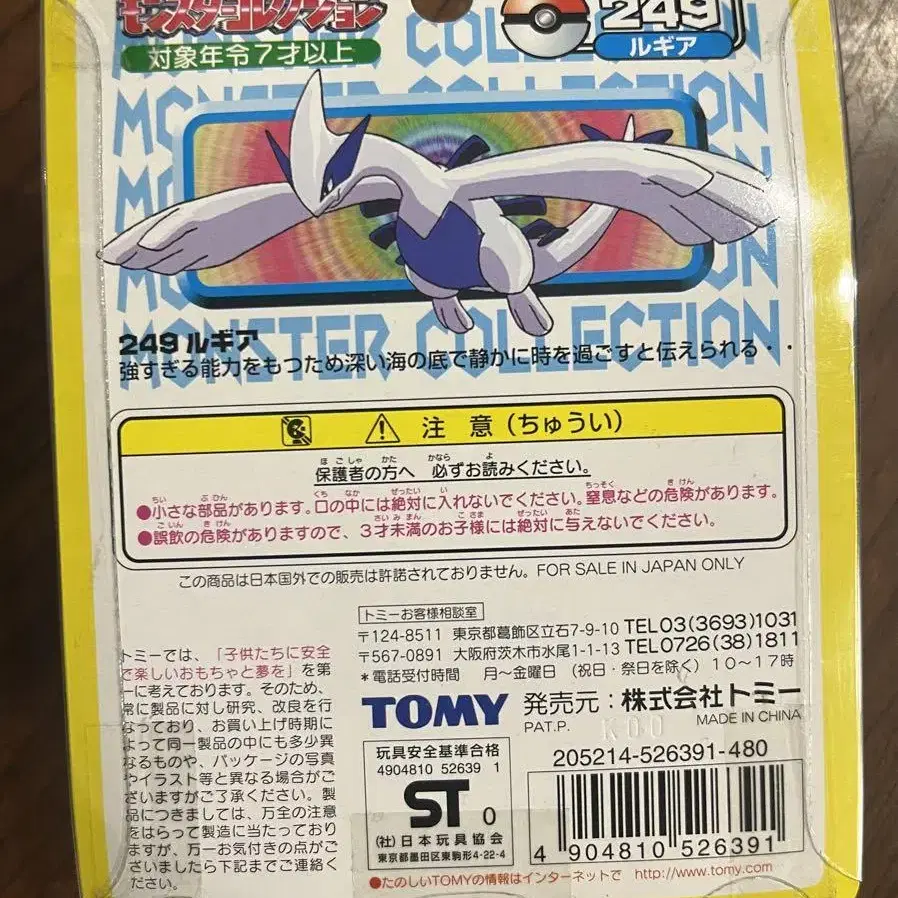 モンスターコレクション
対象年令7才以上
249
ルギア
MONSTER COLLECTION
MONSTER COLLECTION
249 ルギア
強すぎる能力をもつため深い海の底で静かに時を過ごすと伝えられる・・
注意(ちゅうい)
保護者の方へ 必ずお読みください。
●小さな部品があります。口の中には絶対に入れないでください。窒息などの危険があります。
●誤飲の危険がありますので、3才未満のお子様には絶対に与えないでください。
この商品は日本国外での販売は許諾されておりません。FOR SALE IN JAPAN ONLY
トミーお客様相談室
〒124-8511 東京都葛飾区立石7-9-10 TEL03(3693)1031
〒567-0891 大阪府茨木市水尾1-1-13 TEL0726(38)1811
*電話受付時間 月〜金曜日 (祝日・祭日を除く) 10〜17時
トミーでは、「子供たちに安全
で楽しいおもちゃと夢を」を第
一に考えております。そのため、
常に製品に対し研究、改良を行
なっており、お買い上げ時期に
よって同一製品の中にも多少異
なるものや、パッケージの写真
やイラスト等と異なる場合がご
ざいますがご了承ください。製
品につきましては、万全の注意
をはらって製造に当たっており
ますが、万一お気付きの点がご
ざいましたら下記までご連絡く
ださい。
TOMY 発売元:株式会社トミー
PAT.P. K00 MADE IN CHINA
玩具安全基準合格
4904810 52639 1
ST 0
(社)日本玩具協会
東京都墨田区東駒形4-22-4
205214-526391-480
4 904810 526391
●たのしいTOMYの情報はインターネットで http://www.tomy.com